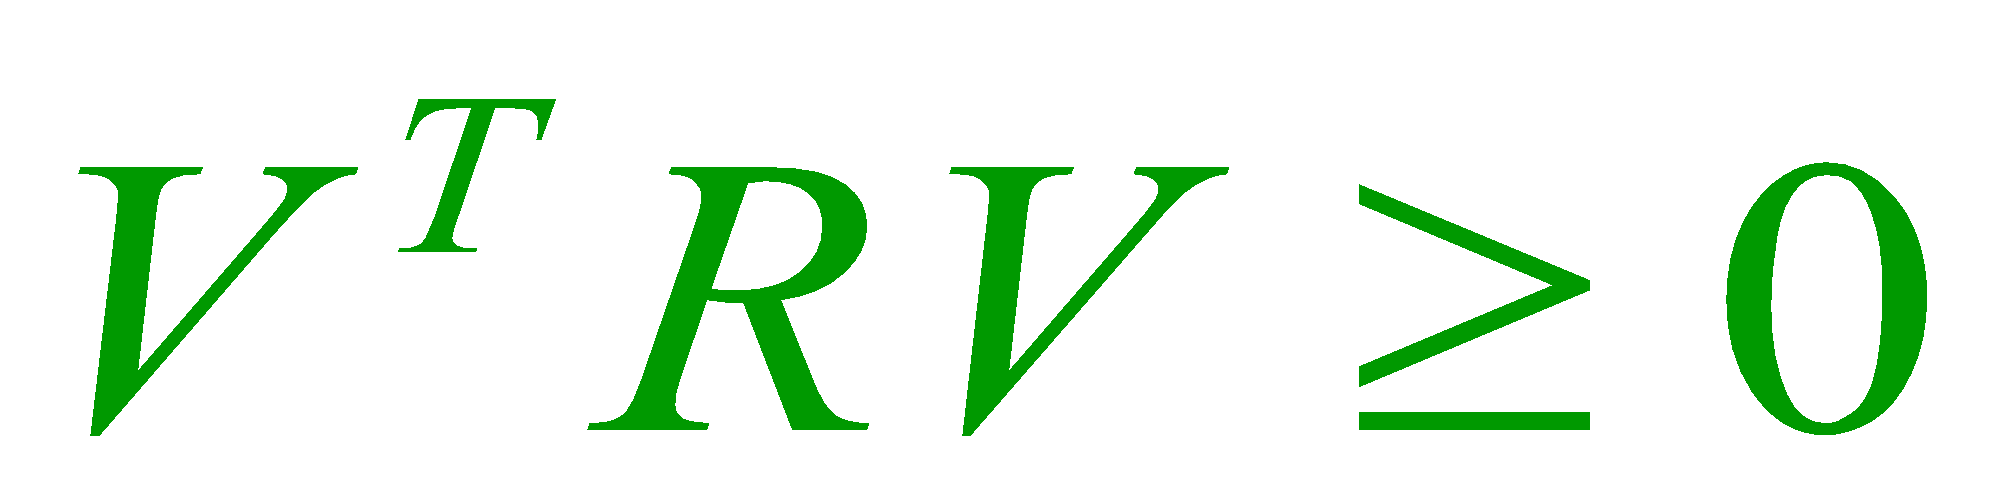 V^T RV ≥ 0